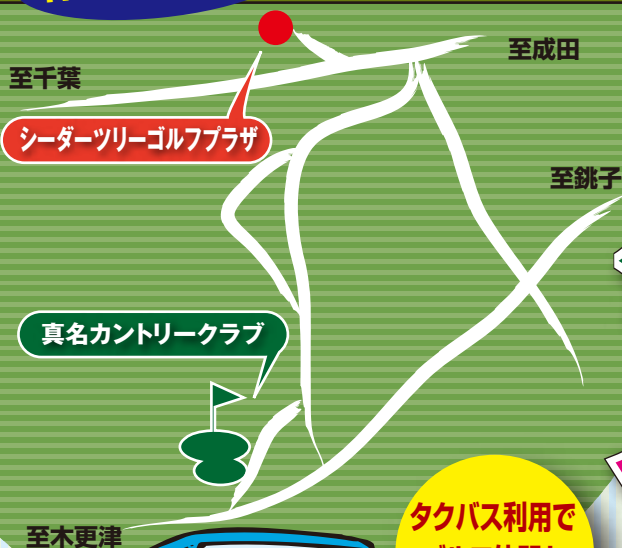 至成田
至千葉
シーダーツリーゴルフプラザ
至銚子
真名カントリークラブ
タクバス利用で
至木更津